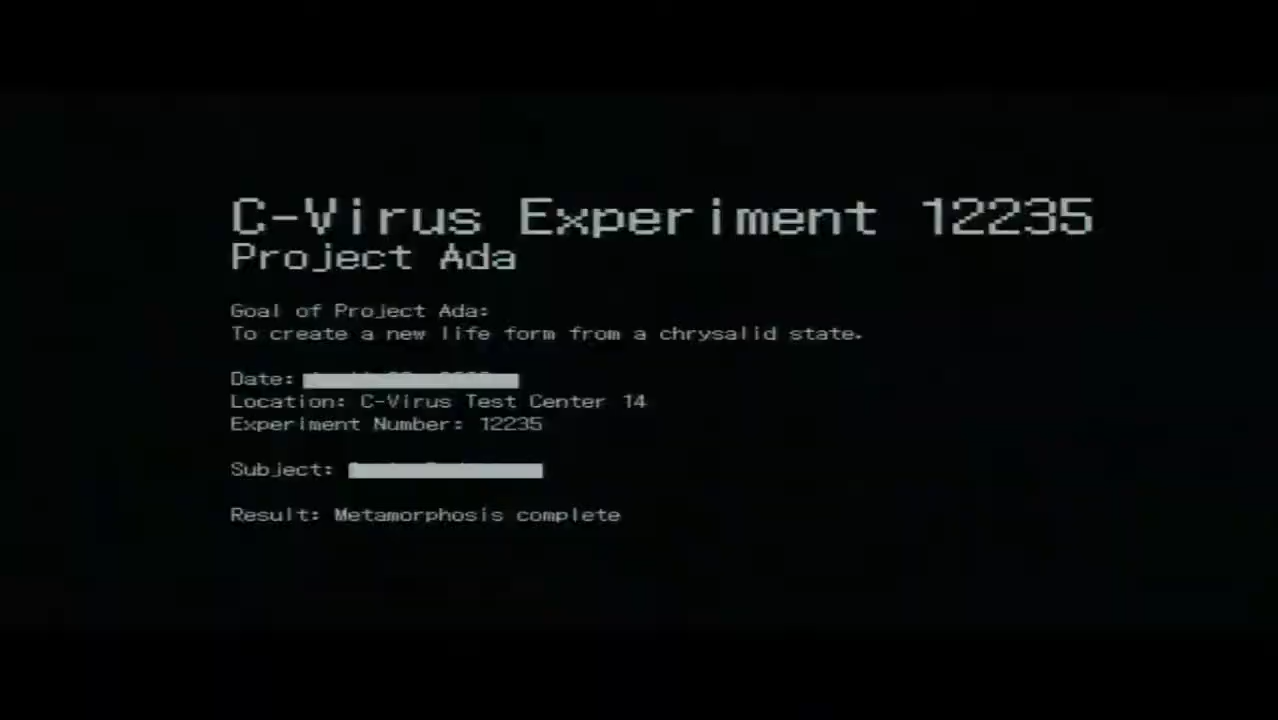 C-Virus Experiment 12235
Project Ada
Goal of Project Ada:
To create a new life form from a chrysalid state.
Date:
Location: C-Virus Test Center 14
Experiment Number: 12235
Subject:
Result: Metamorphosis complete